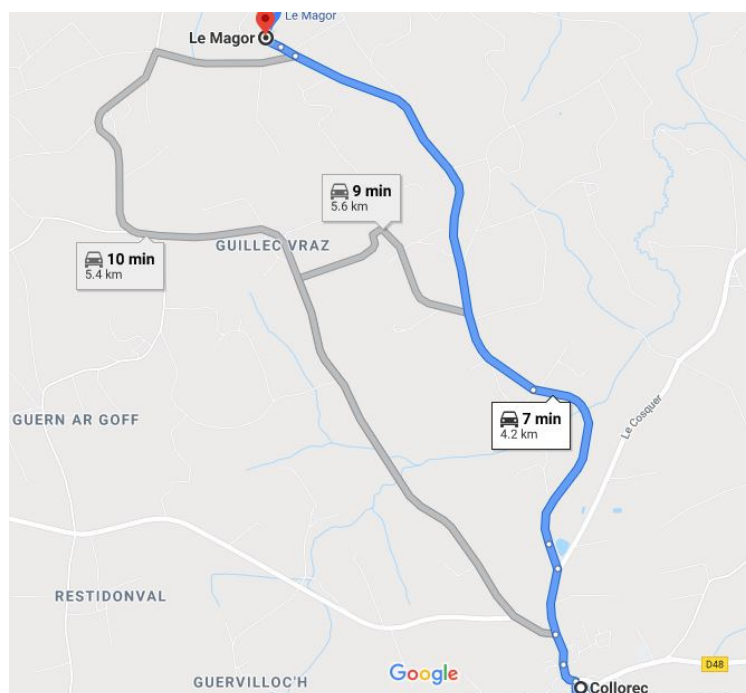 Le Magor
Le Magor
9 min
5.6 km
GUILLEC VRAZ
10 min
5.4 km
7 min
4.2 km
GUERN AR GOFF
Le Cosquer
RESTIDONVAL
D48
GUERVILLOC'H
Google
Collorec